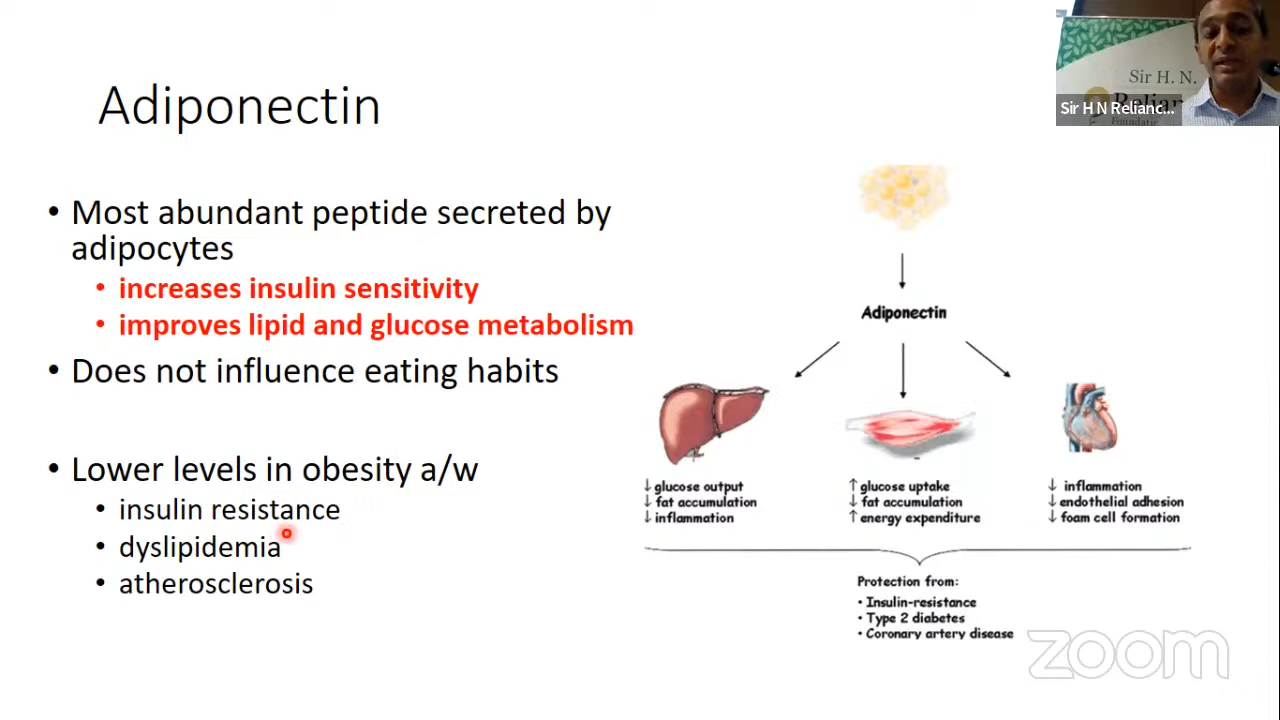 Adiponectin
• Most abundant peptide secreted by
adipocytes
• increases insulin sensitivity
• improves lipid and glucose metabolism
• Does not influence eating habits
• Lower levels in obesity a/w
• insulin resistance
• dyslipidemia
• atherosclerosis
Adiponectin
↓ glucose output
↓ fat accumulation
↓ inflammation
↑ glucose uptake
↓ fat accumulation
↑ energy expenditure
↓ inflammation
↓ endothelial adhesion
↓ foam cell formation
Protection from:
• Insulin-resistance
• Type 2 diabetes
• Coronary artery disease
Sir H. N.
Sir H N Relianc...
zoom